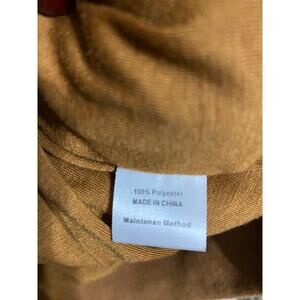 100% Polyester
MADE IN CHINA
Maintenan Method